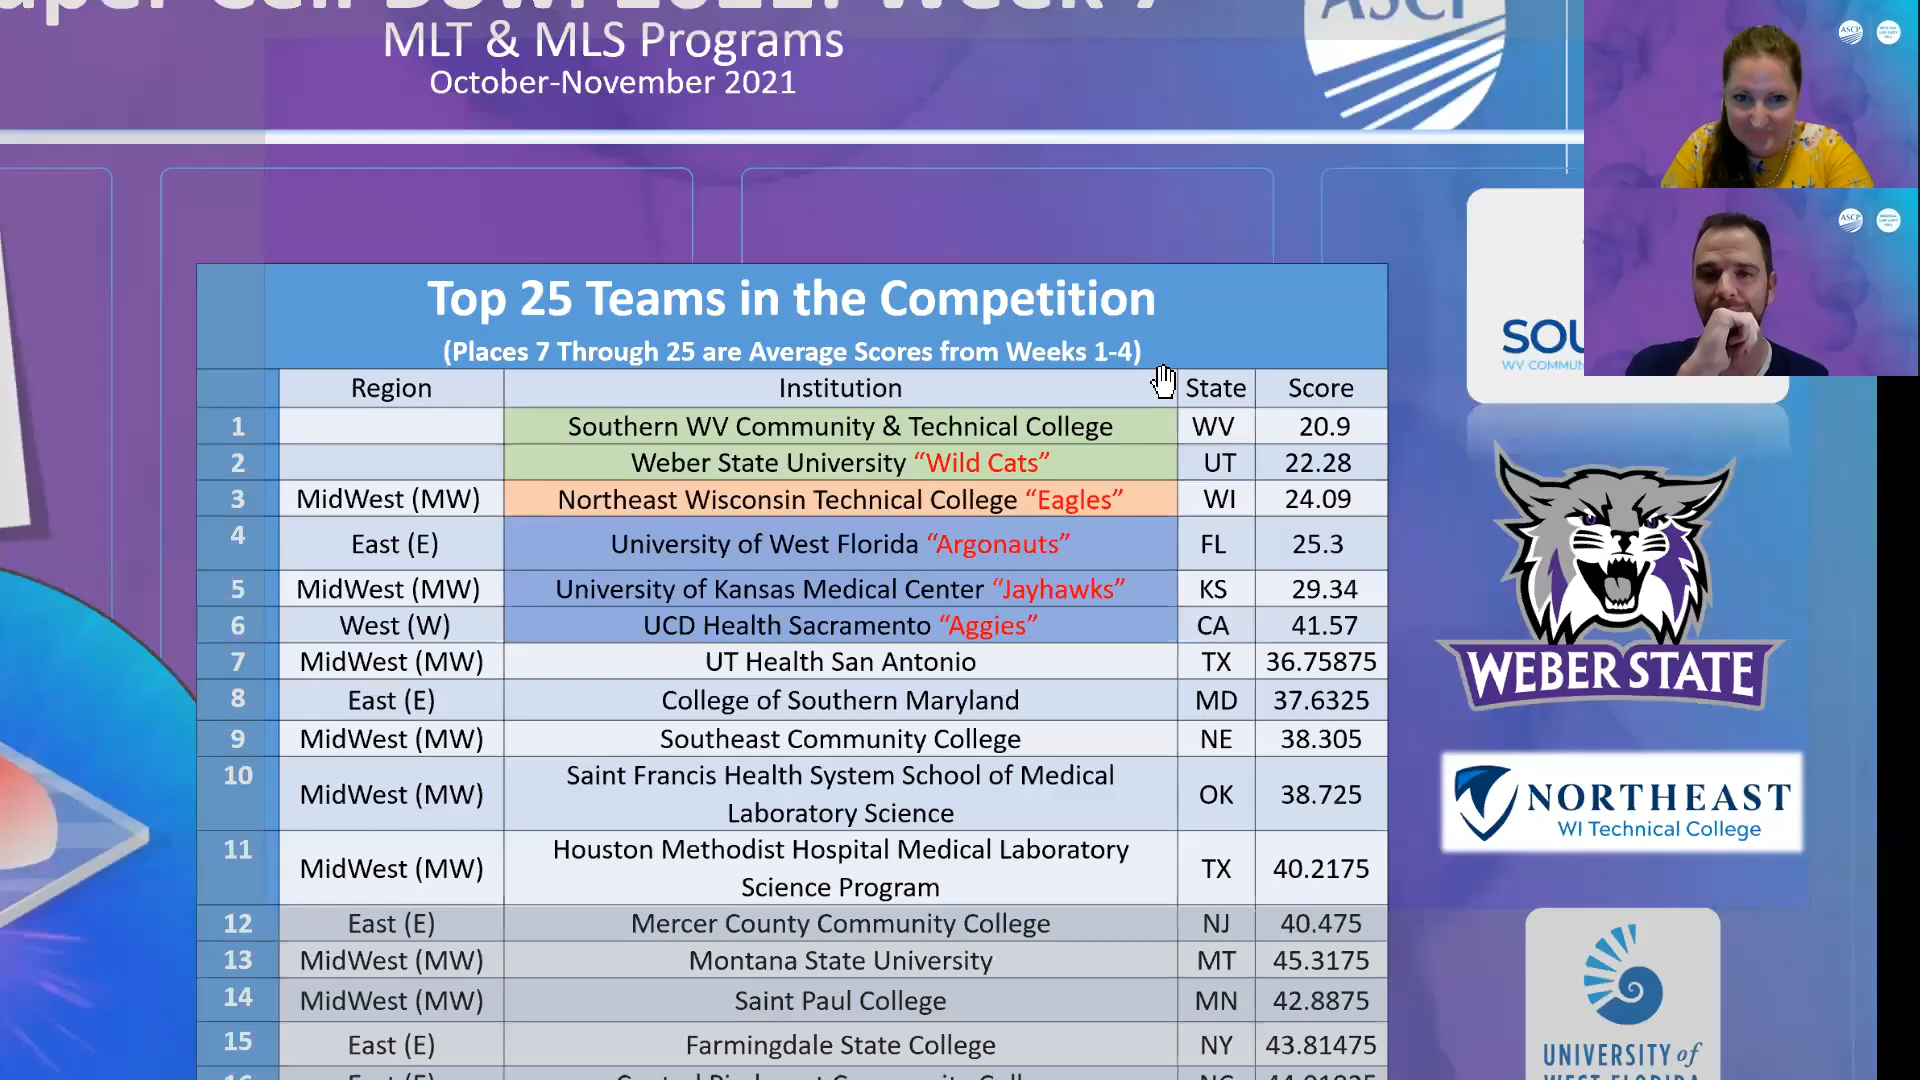 MLT & MLS Programs
October-November 2021
ASCP
Top 25 Teams in the Competition
(Places 7 Through 25 are Average Scores from Weeks 1-4)
Region Institution State Score
1 Southern WV Community & Technical College WV 20.9
2 Weber State University “Wild Cats” UT 22.28
3 MidWest (MW) Northeast Wisconsin Technical College “Eagles” WI 24.09
4 East (E) University of West Florida “Argonauts” FL 25.3
5 MidWest (MW) University of Kansas Medical Center “Jayhawks” KS 29.34
6 West (W) UCD Health Sacramento “Aggies” CA 41.57
7 MidWest (MW) UT Health San Antonio TX 36.75875
8 East (E) College of Southern Maryland MD 37.6325
9 MidWest (MW) Southeast Community College NE 38.305
10 MidWest (MW) Saint Francis Health System School of Medical
Laboratory Science OK 38.725
11 MidWest (MW) Houston Methodist Hospital Medical Laboratory
Science Program TX 40.2175
12 East (E) Mercer County Community College NJ 40.475
13 MidWest (MW) Montana State University MT 45.3175
14 MidWest (MW) Saint Paul College MN 42.8875
15 East (E) Farmingdale State College NY 43.81475
ASCP
ASCP
SOU
WV COMMUN
WEBER STATE
NORTHEAST
WI Technical College
UNIVERSITY of
WEST FLORIDA